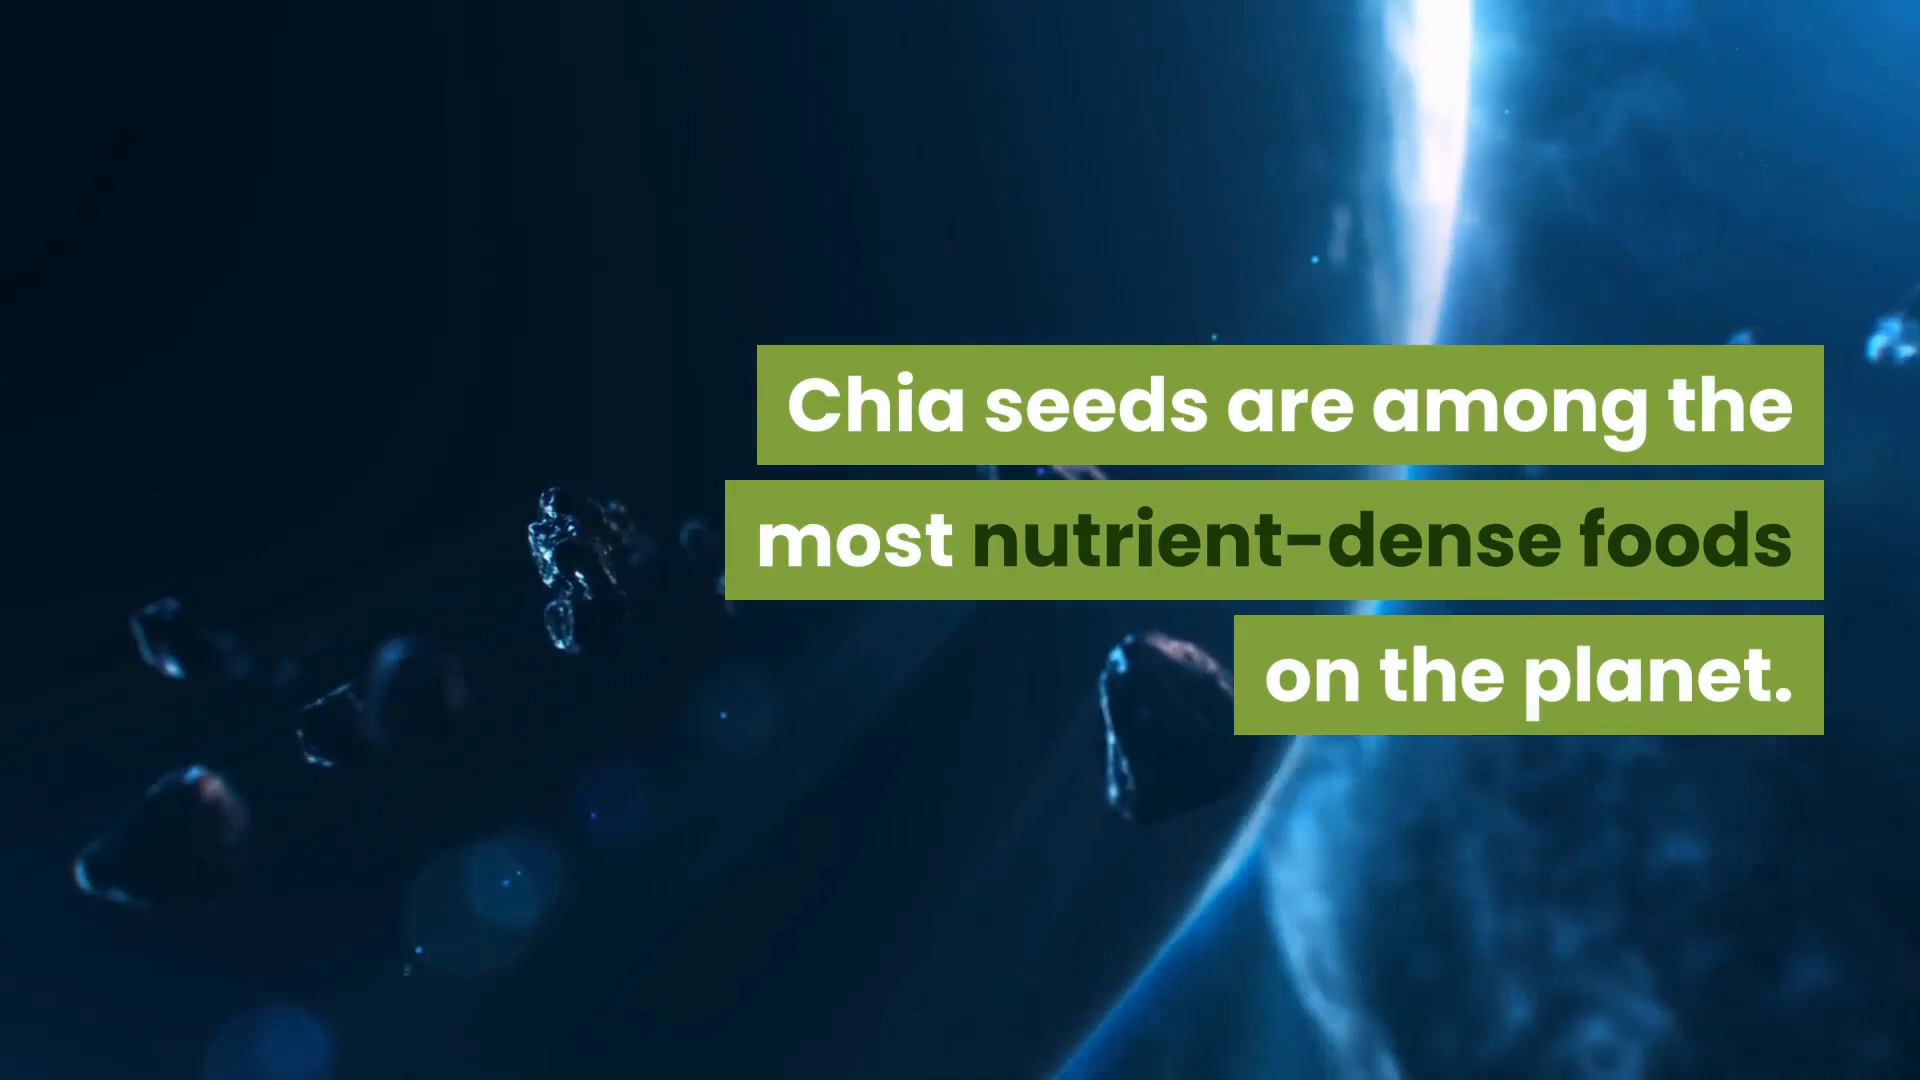 Chia seeds are among the
most nutrient-dense foods
on the planet.